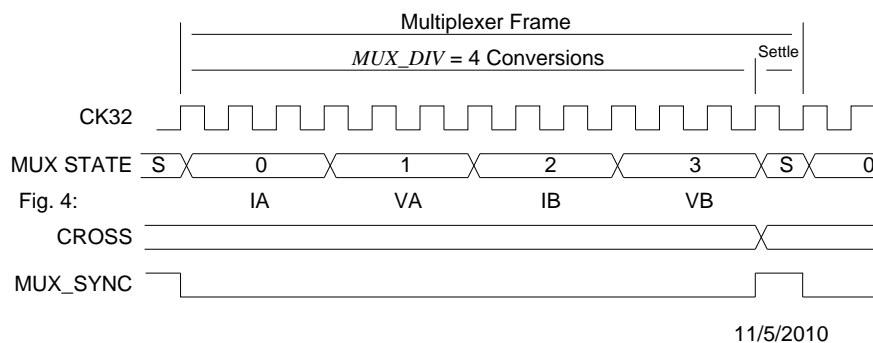 Multiplexer Frame
MUX_DIV = 4 Conversions
Settle
CK32
MUX STATE S 0 1 2 3 S 0
Fig. 4: IA VA IB VB
CROSS
MUX_SYNC
11/5/2010